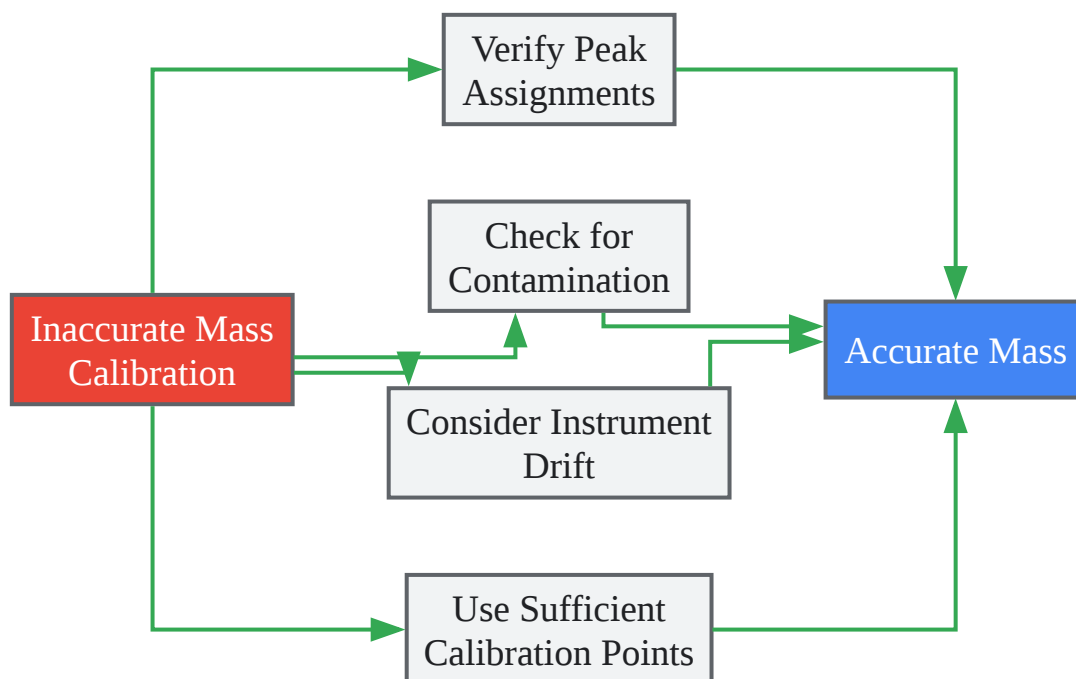 Verify Peak
Assignments
Check for
Contamination
Inaccurate Mass
Calibration
Accurate Mass
Consider Instrument
Drift
Use Sufficient
Calibration Points